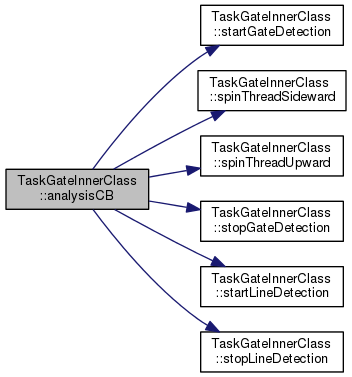 TaskGateInnerClass
::startGateDetection
TaskGateInnerClass
::spinThreadSideward
TaskGateInnerClass
::spinThreadUpward
TaskGateInnerClass
::analysisCB
TaskGateInnerClass
::stopGateDetection
TaskGateInnerClass
::startLineDetection
TaskGateInnerClass
::stopLineDetection